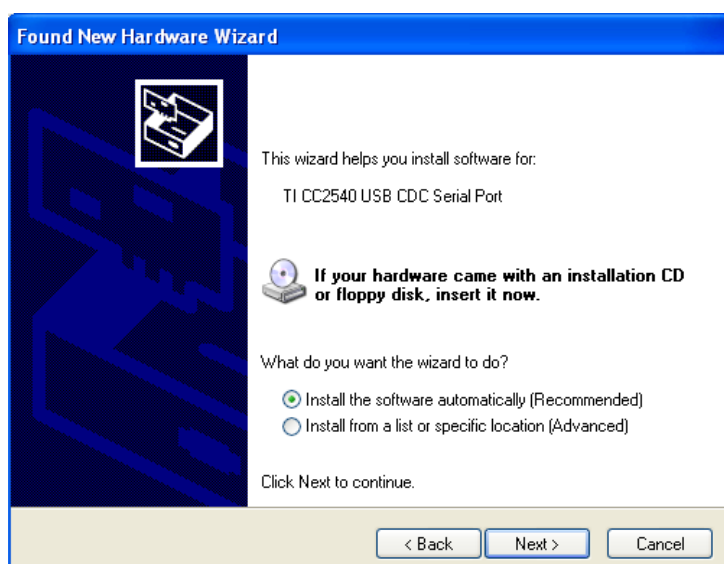 Found New Hardware Wizard
This wizard helps you install software for:
TI CC2540 USB CDC Serial Port
If your hardware came with an installation CD
or floppy disk, insert it now.
What do you want the wizard to do?
Install the software automatically (Recommended)
Install from a list or specific location (Advanced)
Click Next to continue.
< Back Next > Cancel